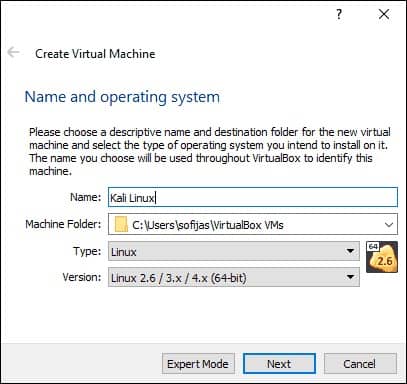 ?
Create Virtual Machine
Name and operating system
Please choose a descriptive name and destination folder for the new virtual
machine and select the type of operating system you intend to install on it.
The name you choose will be used throughout VirtualBox to identify this
machine.
Name: Kali Linux
Machine Folder: C:\Users\sofijas\VirtualBox VMs
Type: Linux
64
2.6
Version: Linux 2.6 / 3.x / 4.x (64-bit)
Expert Mode Next Cancel